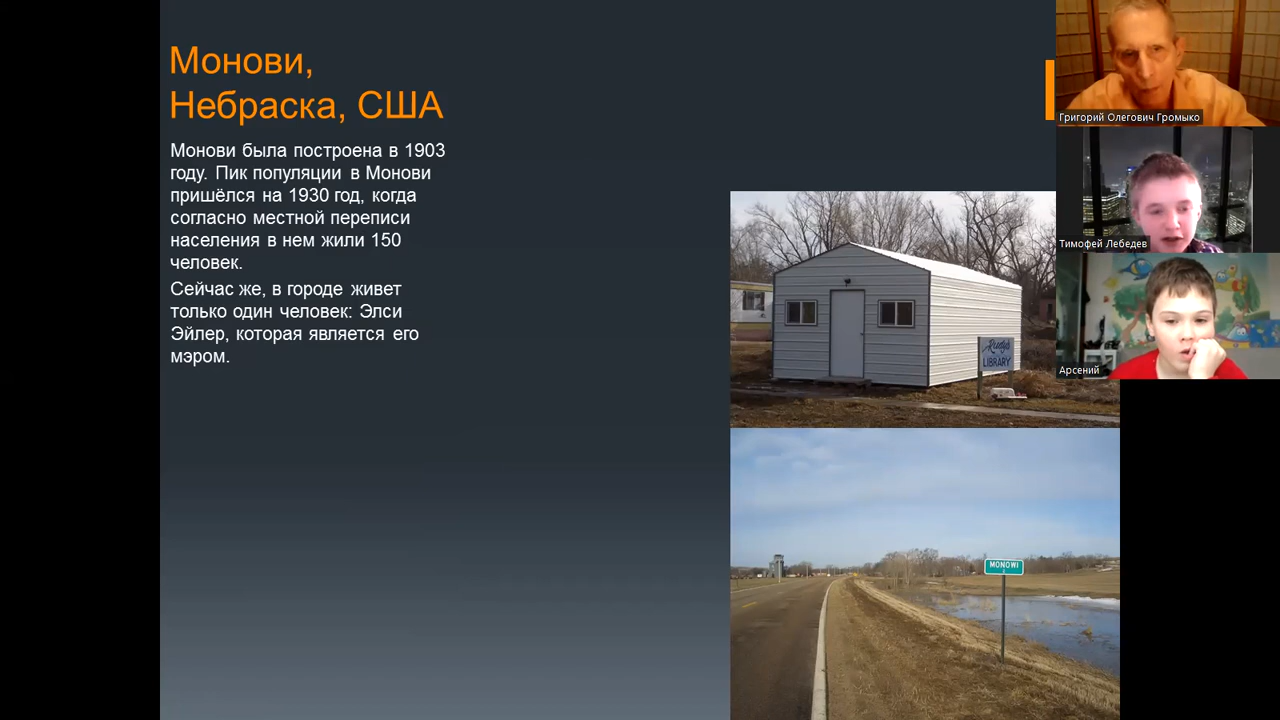 Монови,
Небраска, США
Монови была построена в 1903
году. Пик популяции в Монови
пришёлся на 1930 год, когда
согласно местной переписи
населения в нем жили 150
человек.
Сейчас же, в городе живет
только один человек: Элси
Эйлер, которая является его
мэром.
Григорий Олегович Громыко
Тимофей Лебедев
Арсений
Rudy's
LIBRARY
MONOWI